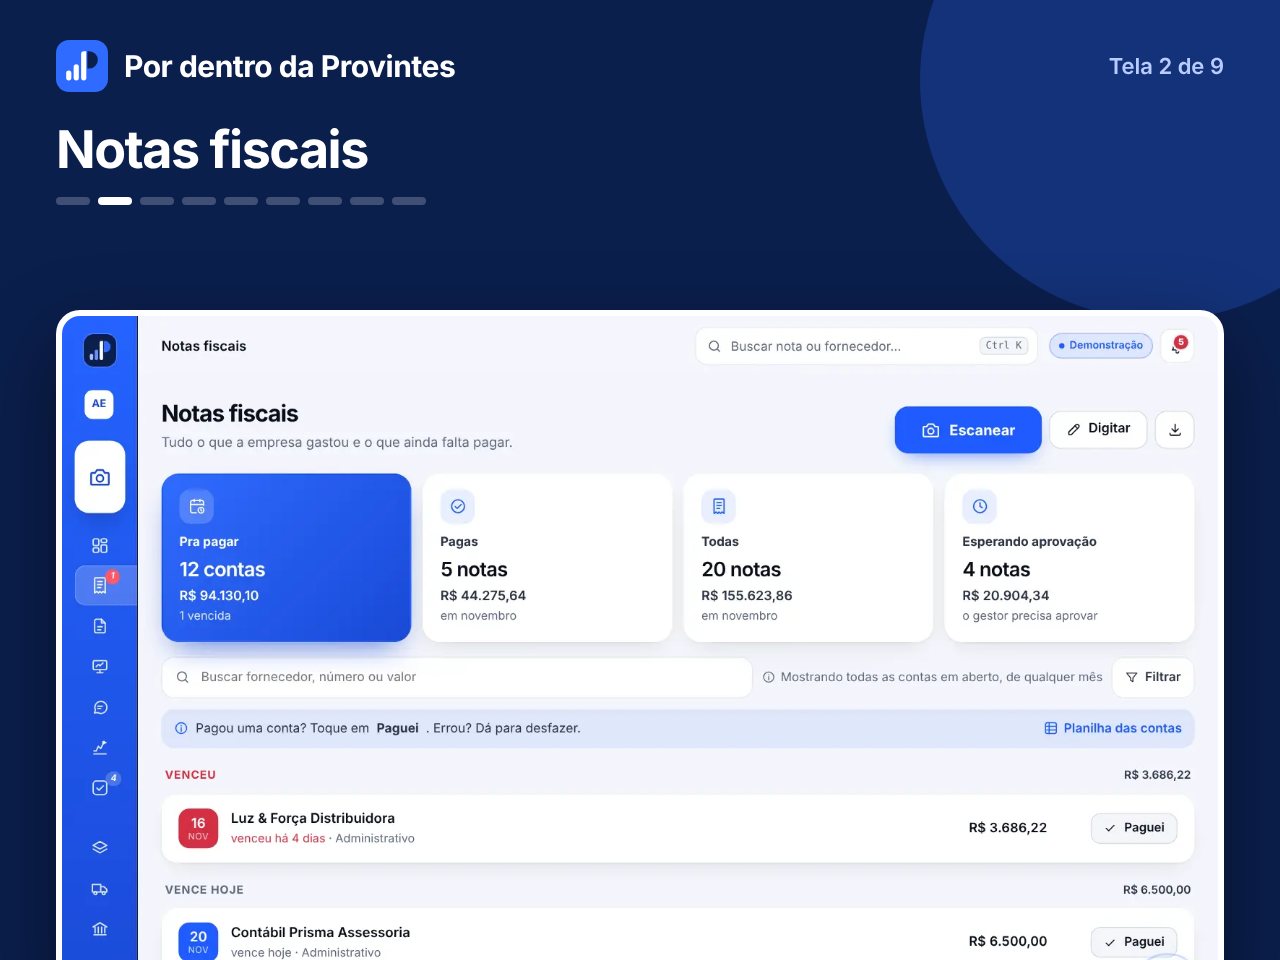 Por dentro da Provintes
Tela 2 de 9
Notas fiscais
Notas fiscais
Buscar nota ou fornecedor...
Ctrl K
Demonstração
5
AE
Notas fiscais
Tudo o que a empresa gastou e o que ainda falta pagar.
Escanear
Digitar
Pra pagar
12 contas
R$ 94.130,10
1 vencida
Pagas
5 notas
R$ 44.275,64
em novembro
Todas
20 notas
R$ 155.623,86
em novembro
Esperando aprovação
4 notas
R$ 20.904,34
o gestor precisa aprovar
1
4
Buscar fornecedor, número ou valor
Mostrando todas as contas em aberto, de qualquer mês
Filtrar
Pagou uma conta? Toque em Paguei . Errou? Dá para desfazer.
Planilha das contas
VENCEU
R$ 3.686,22
16
NOV
Luz & Força Distribuidora
venceu há 4 dias · Administrativo
R$ 3.686,22
Paguei
VENCE HOJE
R$ 6.500,00
20
NOV
Contábil Prisma Assessoria
vence hoje · Administrativo
R$ 6.500,00
Paguei